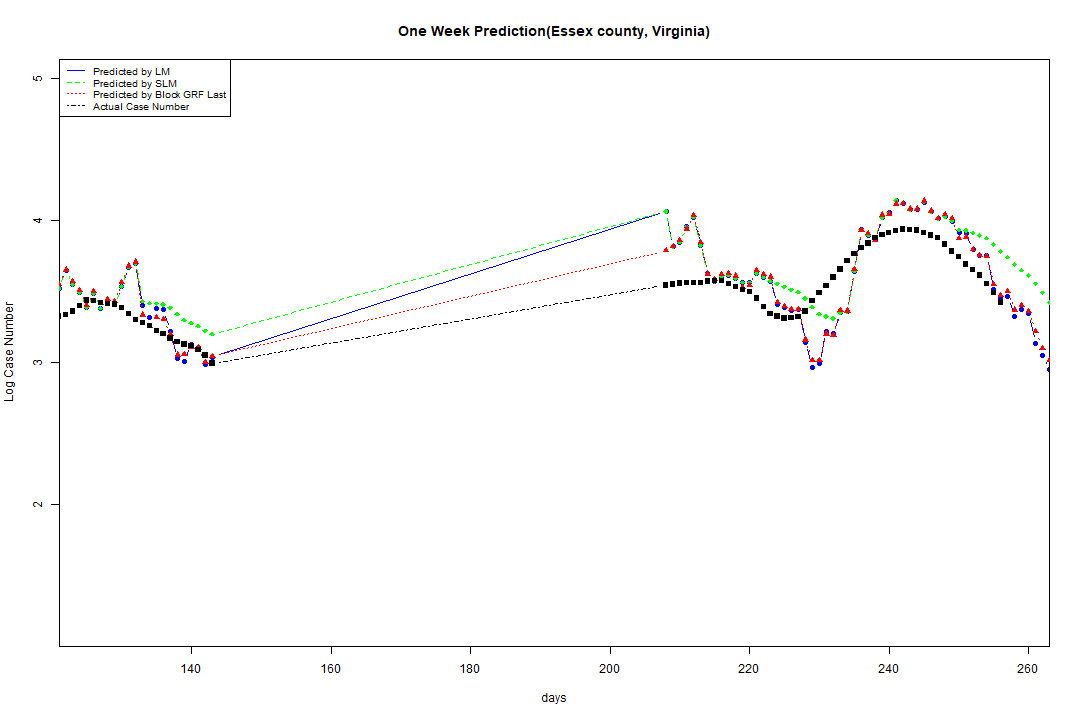 One Week Prediction(Essex county, Virginia)
Predicted by LM
Predicted by SLM
Predicted by Block GRF Last
Actual Case Number
Log Case Number
5
4
3
2
140 160 180 200 220 240 260
days